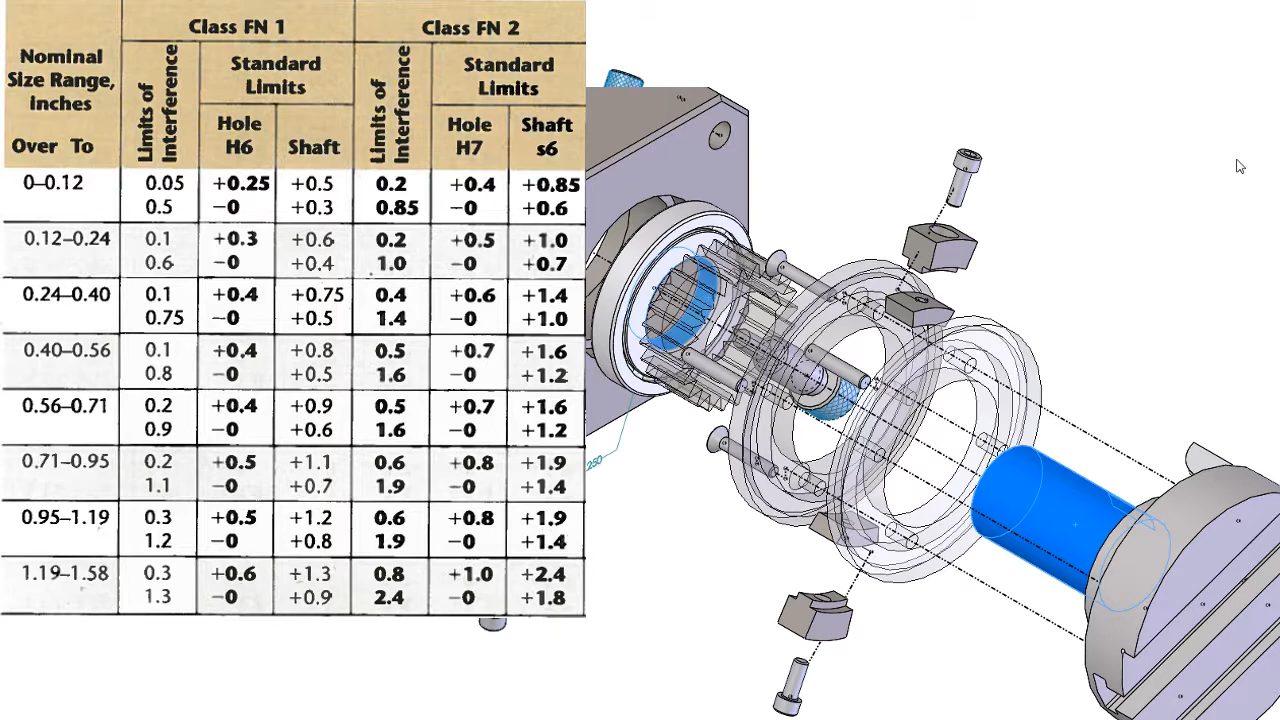 Class FN 1 Class FN 2
Nominal Size Range, inches
Over To
Limits of Interference
Standard Limits
Hole H6
Shaft
Limits of Interference
Standard Limits
Hole H7
Shaft s6
0–0.12 0.05 +0.25 +0.5 0.2 +0.4 +0.85
0.5 −0 +0.3 0.85 −0 +0.6
0.12–0.24 0.1 +0.3 +0.6 0.2 +0.5 +1.0
0.6 −0 +0.4 1.0 −0 +0.7
0.24–0.40 0.1 +0.4 +0.75 0.4 +0.6 +1.4
0.75 −0 +0.5 1.4 −0 +1.0
0.40–0.56 0.1 +0.4 +0.8 0.5 +0.7 +1.6
0.8 −0 +0.5 1.6 −0 +1.2
0.56–0.71 0.2 +0.4 +0.9 0.5 +0.7 +1.6
0.9 −0 +0.6 1.6 −0 +1.2
0.71–0.95 0.2 +0.5 +1.1 0.6 +0.8 +1.9
1.1 −0 +0.7 1.9 −0 +1.4
0.95–1.19 0.3 +0.5 +1.2 0.6 +0.8 +1.9
1.2 −0 +0.8 1.9 −0 +1.4
1.19–1.58 0.3 +0.6 +1.3 0.8 +1.0 +2.4
1.3 −0 +0.9 2.4 −0 +1.8
250